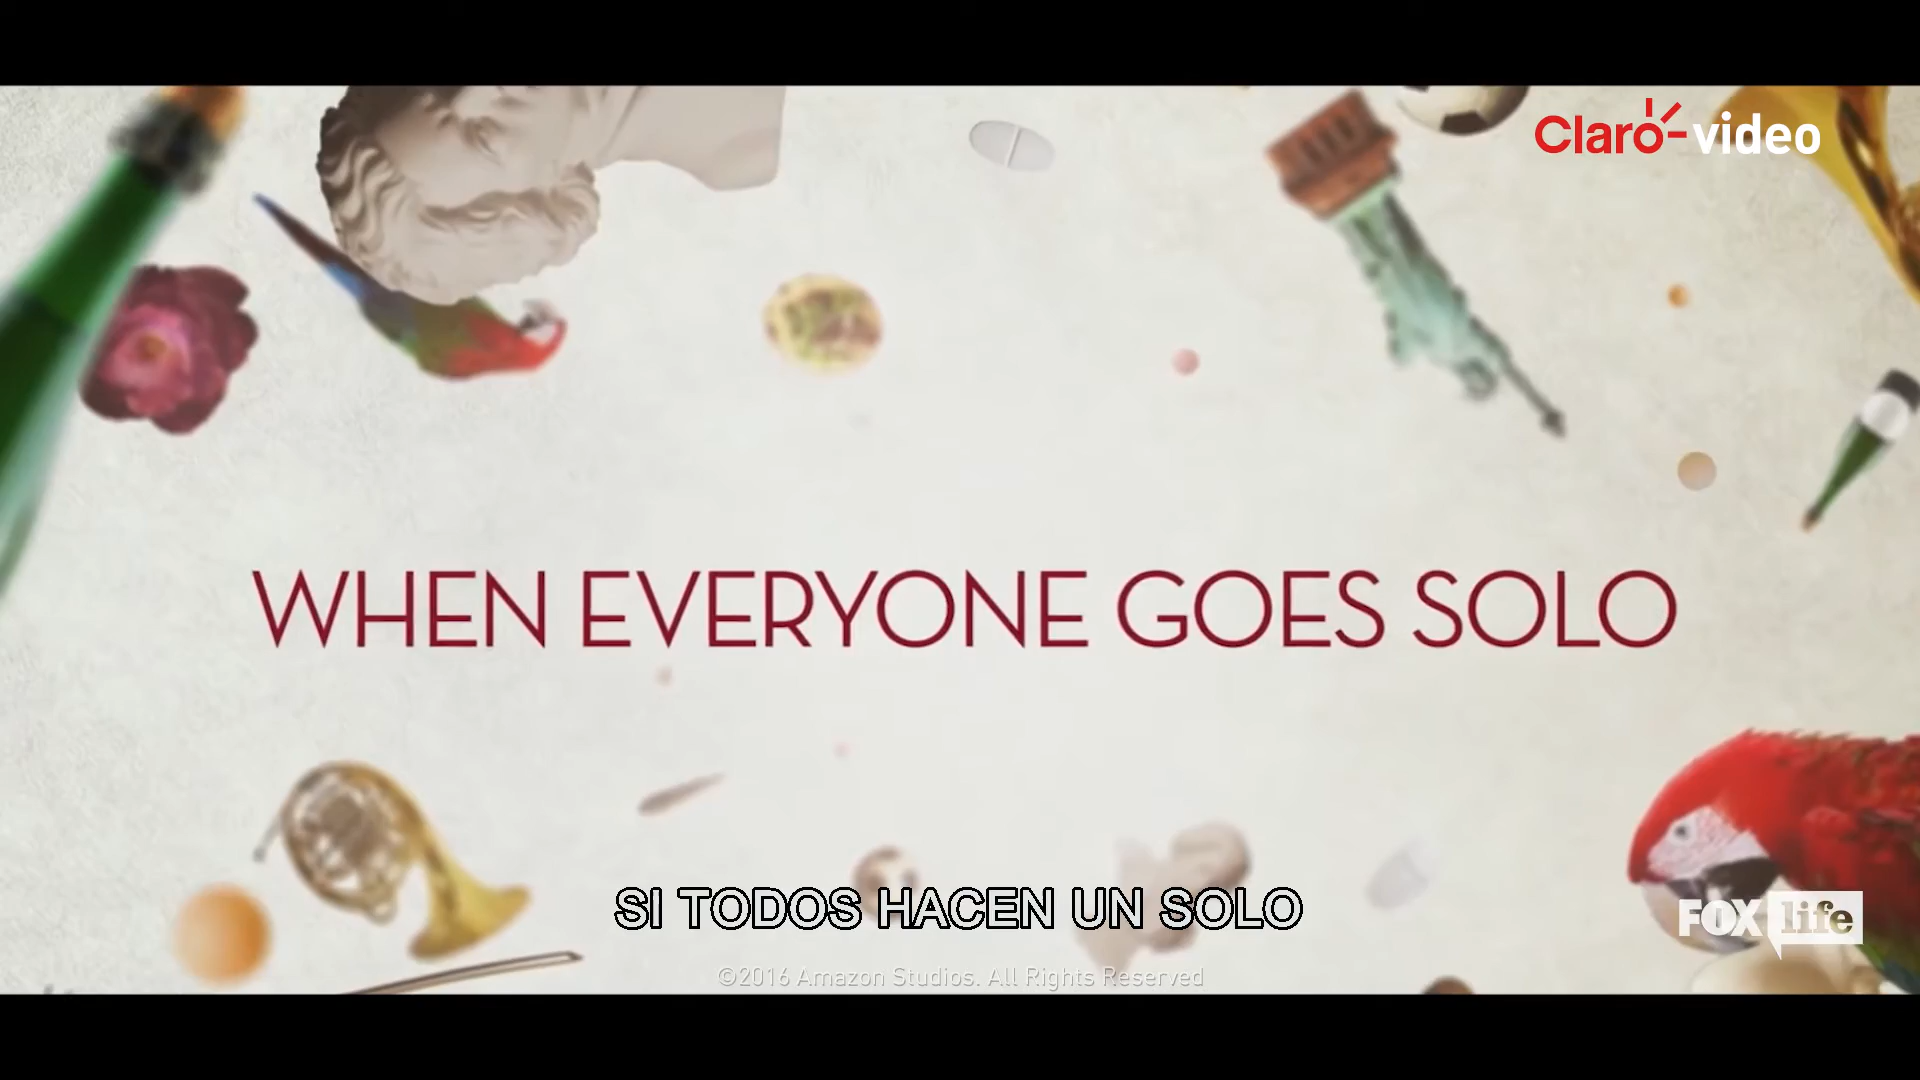 Claro video
WHEN EVERYONE GOES SOLO
SI TODOS HACEN UN SOLO
FOX life
©2016 Amazon Studios. All Rights Reserved